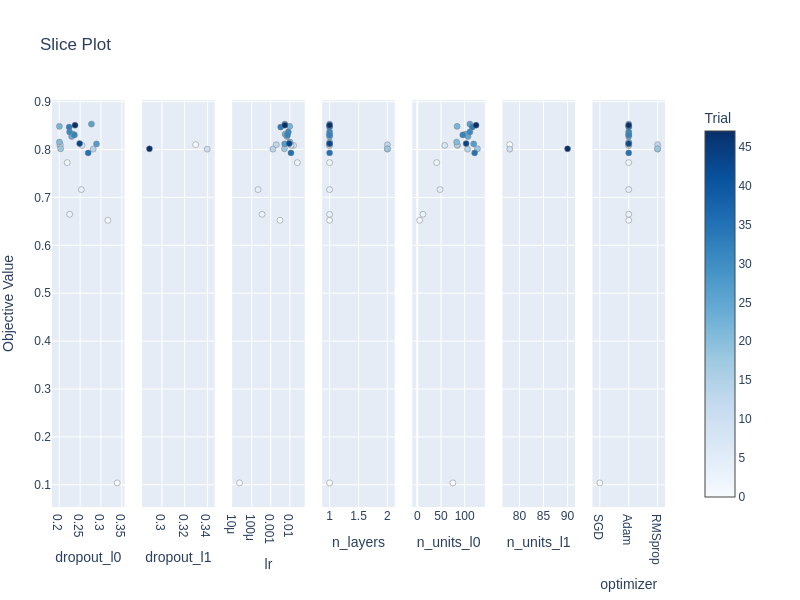 Slice Plot
Trial
Objective Value
0.9
0.8
0.7
0.6
0.5
0.4
0.3
0.2
0.1
0.2 0.25 0.3 0.35
0.3 0.32 0.34
10μ 100μ 0.001 0.01
1 1.5 2
0 50 100
80 85 90
SGD Adam RMSprop
dropout_l0
dropout_l1
lr
n_layers
n_units_l0
n_units_l1
optimizer
45
40
35
30
25
20
15
10
5
0